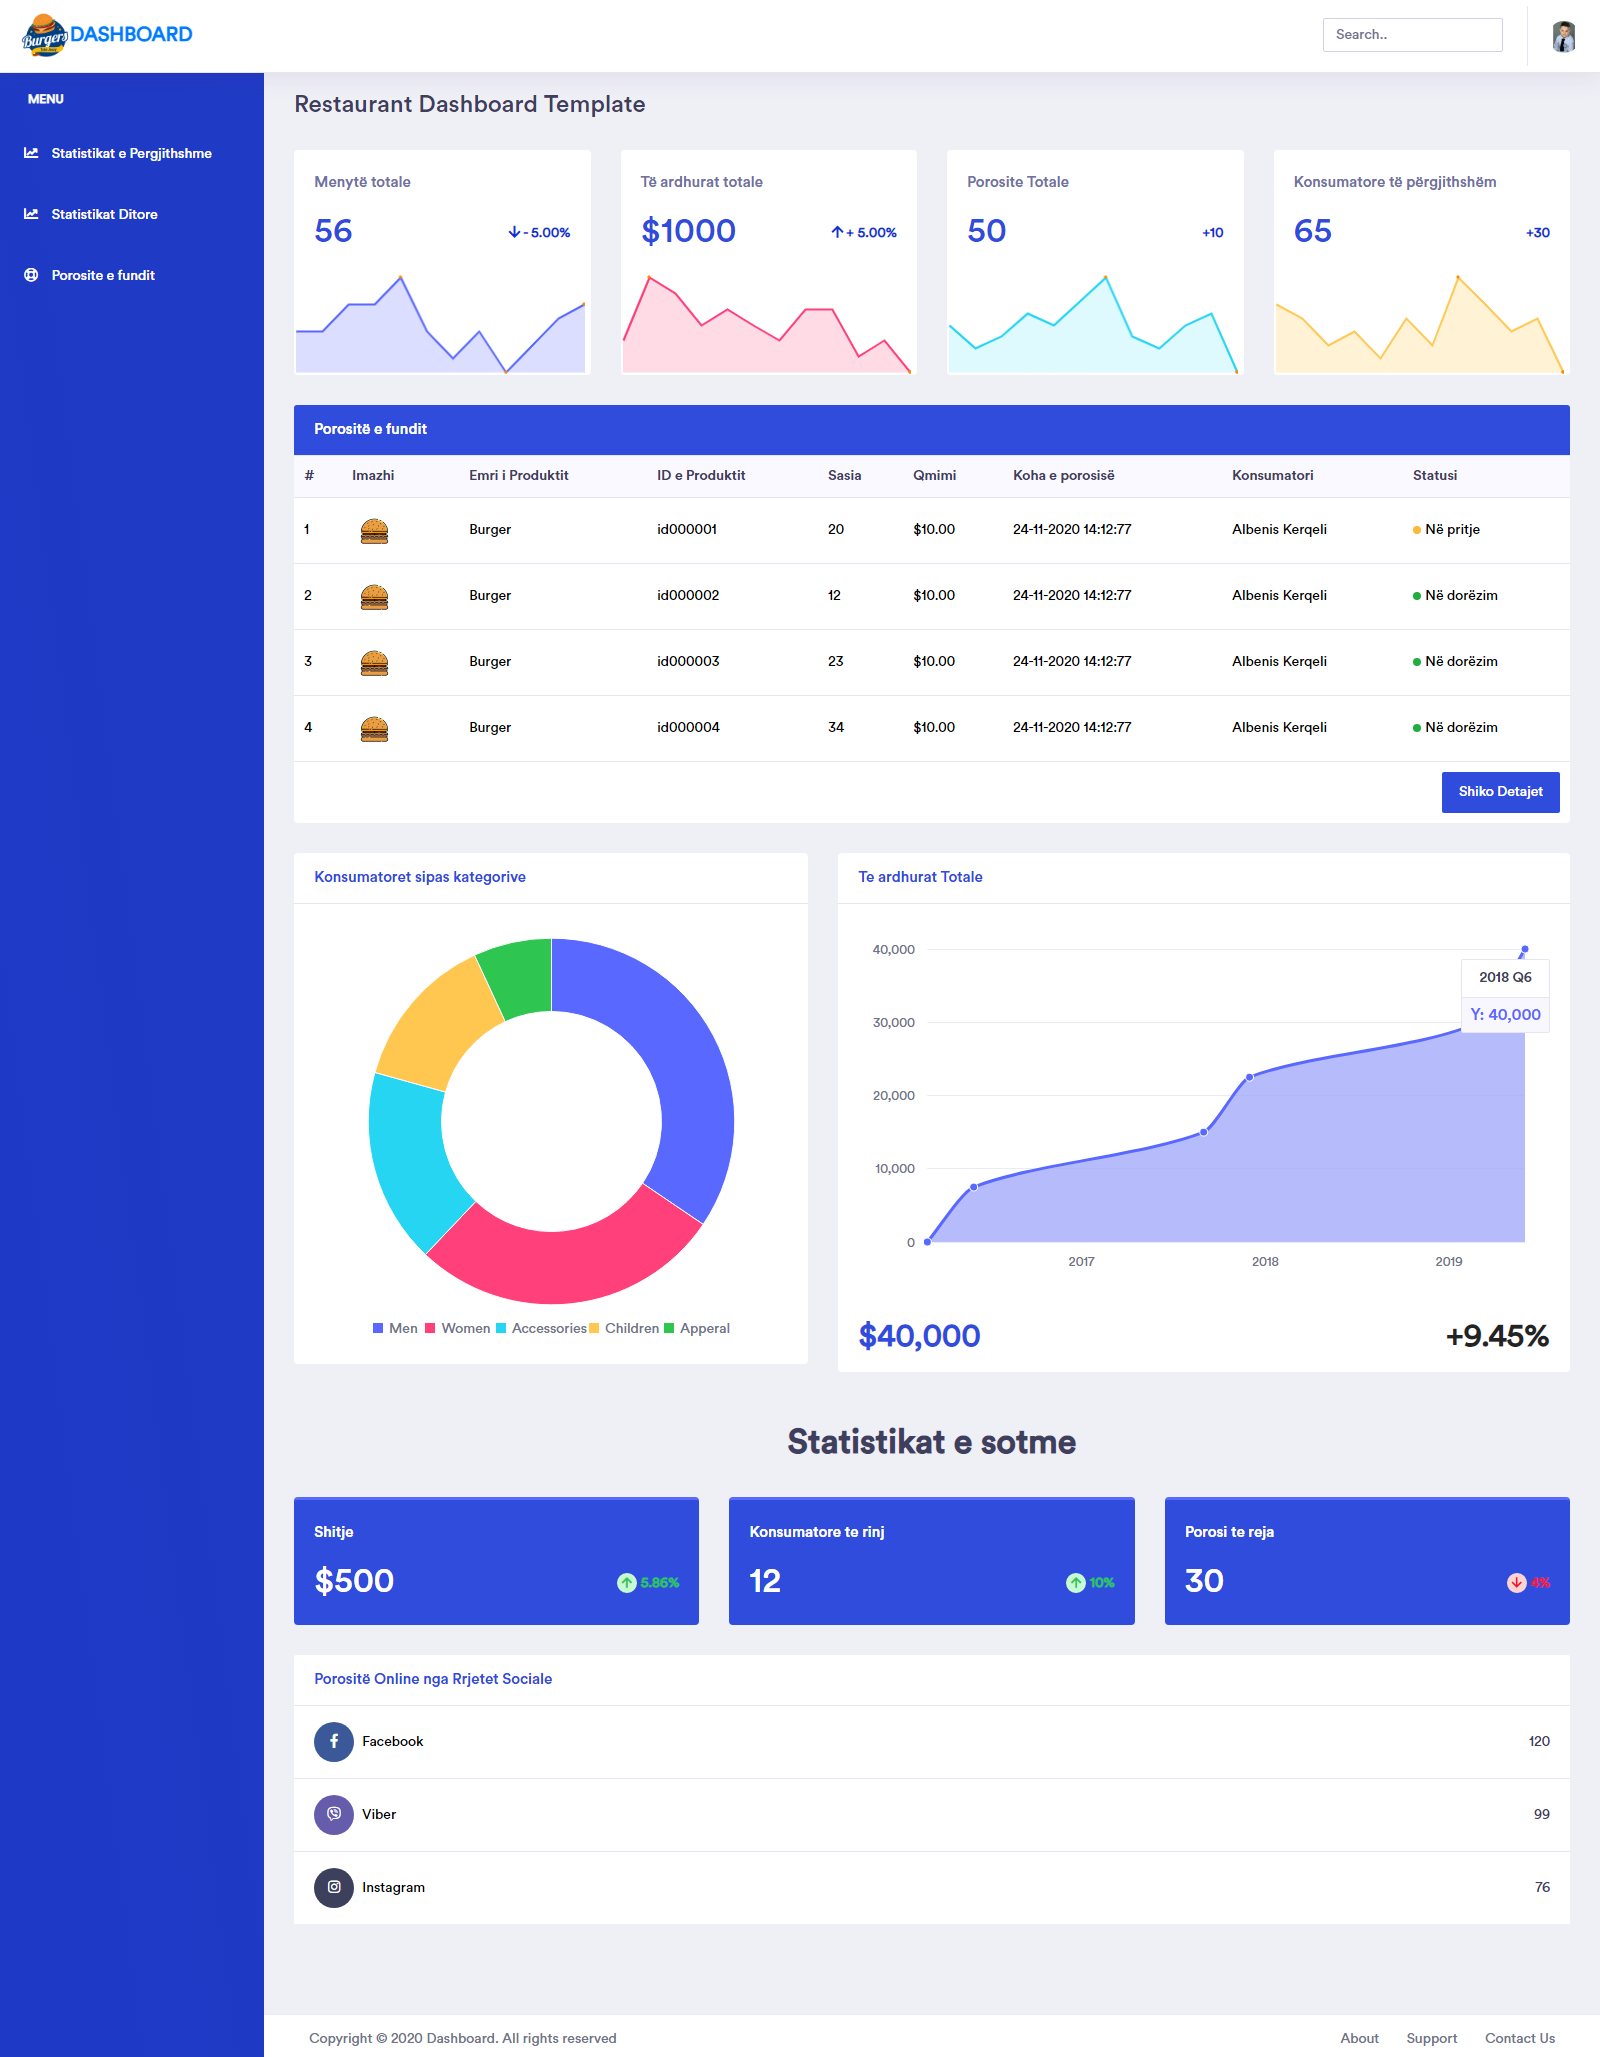 Burgers DASHBOARD
Search..
MENU
Statistikat e Pergjithshme
Statistikat Ditore
Porosite e fundit
Restaurant Dashboard Template
Menytë totale
56 - 5.00%
Të ardhurat totale
$1000 + 5.00%
Porosite Totale
50 +10
Konsumatore të përgjithshëm
65 +30
Porositë e fundit
# Imazhi Emri i Produktit ID e Produktit Sasia Qmimi Koha e porosisë Konsumatori Statusi
1 Burger id000001 20 $10.00 24-11-2020 14:12:77 Albenis Kerqeli Në pritje
2 Burger id000002 12 $10.00 24-11-2020 14:12:77 Albenis Kerqeli Në dorëzim
3 Burger id000003 23 $10.00 24-11-2020 14:12:77 Albenis Kerqeli Në dorëzim
4 Burger id000004 34 $10.00 24-11-2020 14:12:77 Albenis Kerqeli Në dorëzim
Shiko Detajet
Konsumatoret sipas kategorive
Men Women Accessories Children Apperal
Te ardhurat Totale
40,000
2018 Q6
Y: 40,000
30,000
20,000
10,000
0
2017 2018 2019
$40,000 +9.45%
Statistikat e sotme
Shitje
$500 5.86%
Konsumatore te rinj
12 10%
Porosi te reja
30 4%
Porositë Online nga Rrjetet Sociale
Facebook 120
Viber 99
Instagram 76
Copyright © 2020 Dashboard. All rights reserved About Support Contact Us